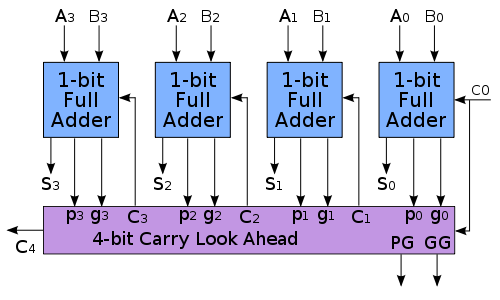 A3 B3 A2 B2 A1 B1 A0 B0
1-bit Full Adder 1-bit Full Adder 1-bit Full Adder 1-bit Full Adder
C0
S3 S2 S1 S0
p3 g3 C3 p2 g2 C2 p1 g1 C1 p0 g0
4-bit Carry Look Ahead
PG GG
C4